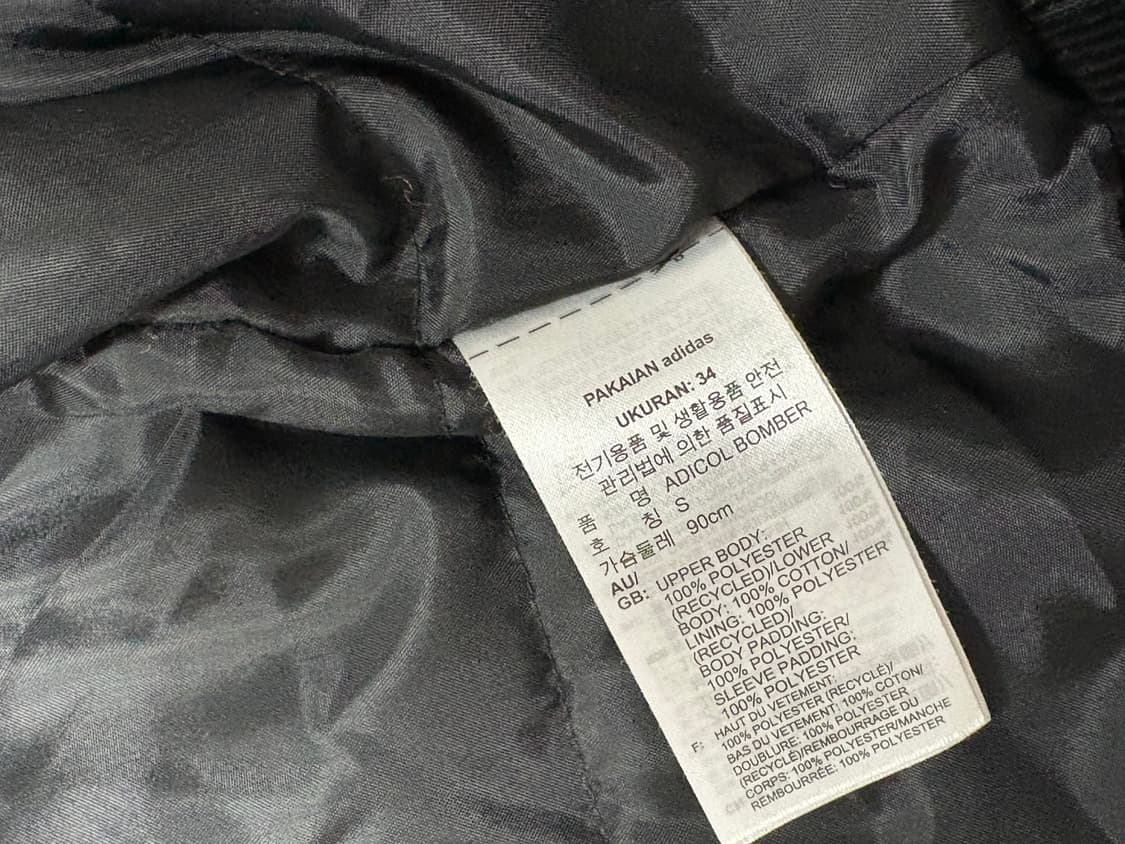 PAKAIAN adidas
UKURAN: 34
전기용품 및 생활용품 안전
관리법에 의한 품질표시
품 명 ADICOL BOMBER
호 칭 S
가슴둘레 90cm
AU/
GB: UPPER BODY:
100% POLYESTER
(RECYCLED)/LOWER
BODY: 100% COTTON/
LINING: 100% POLYESTER
(RECYCLED)/
BODY PADDING:
100% POLYESTER/
SLEEVE PADDING:
100% POLYESTER
F: HAUT DU VETEMENT:
100% POLYESTER (RECYCLÉ)/
BAS DU VETEMENT: 100% COTON/
DOUBLURE: 100% POLYESTER
(RECYCLÉ)/REMBOURRAGE DU
CORPS: 100% POLYESTER/MANCHE
REMBOURRÉE: 100% POLYESTER